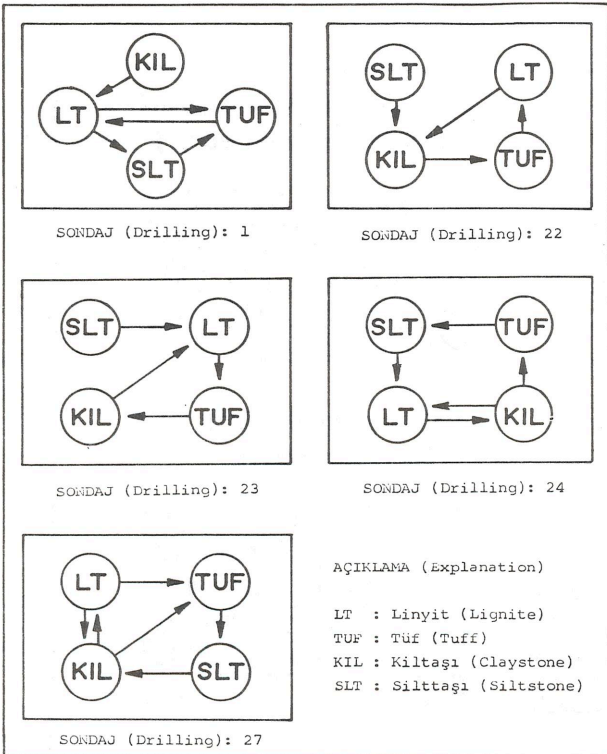 KIL
LT TUF
SLT
SONDAJ (Drilling): 1
SLT LT
KIL TUF
SONDAJ (Drilling): 22
SLT LT
KIL TUF
SONDAJ (Drilling): 23
SLT TUF
LT KIL
SONDAJ (Drilling): 24
LT TUF
KIL SLT
SONDAJ (Drilling): 27
AÇIKLAMA (Explanation)
LT : Linyit (Lignite)
TUF : Tüf (Tuff)
KIL : Kiltaşı (Claystone)
SLT : Silttaşı (Siltstone)